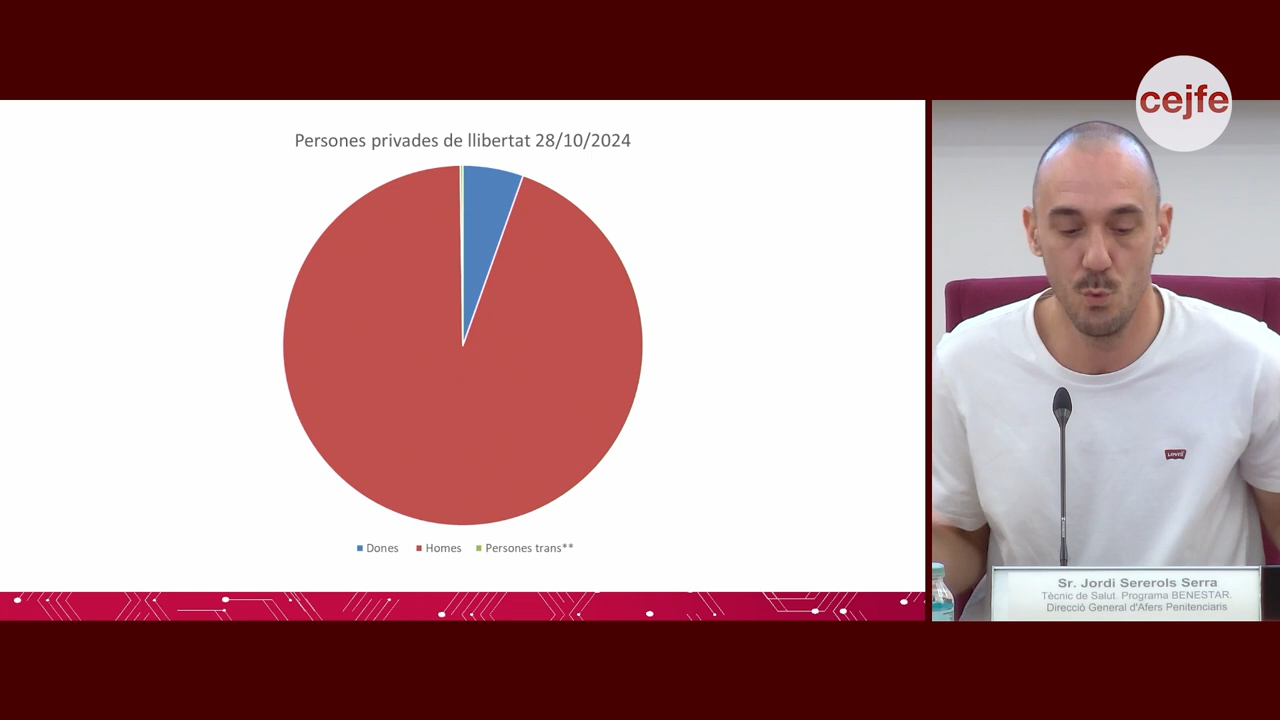 cejfe
Persones privades de llibertat 28/10/2024
Dones Homes Persones trans**
Levi's
Sr. Jordi Sererols Serra
Tècnic de Salut. Programa BENESTAR.
Direcció General d'Afers Penitenciaris